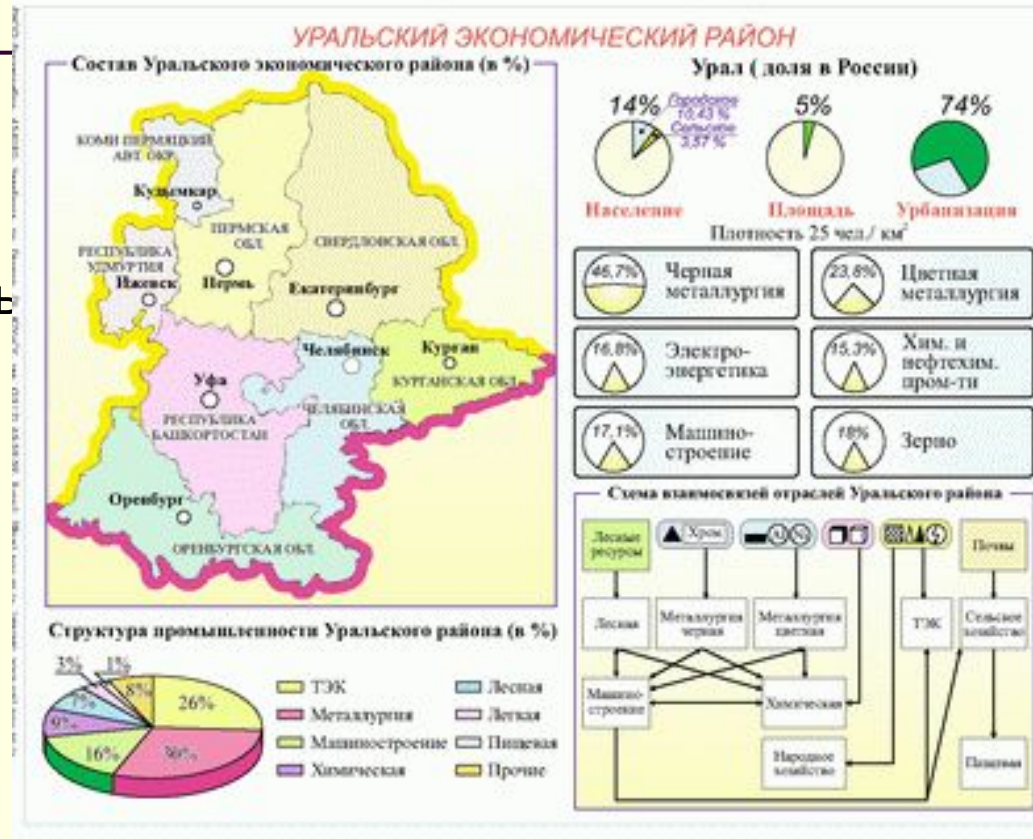 УРАЛЬСКИЙ ЭКОНОМИЧЕСКИЙ РАЙОН
Состав Уральского экономического района (в %)
КОМИ ПЕРМЯЦКИЙ
АВТ. ОКР.
Кудымкар
ПЕРМСКАЯ
ОБЛ.
СВЕРДЛОВСКАЯ ОБЛ.
РЕСПУБЛИКА
УДМУРТИЯ
Ижевск
Пермь
Екатеринбург
Челябинск
Курган
КУРГАНСКАЯ ОБЛ.
Уфа
РЕСПУБЛИКА
БАШКОРТОСТАН
ЧЕЛЯБИНСКАЯ
ОБЛ.
Оренбург
ОРЕНБУРГСКАЯ ОБЛ.
Структура промышленности Уральского района (в %)
3%
1%
7%
8%
26%
9%
16%
30%
ТЭК
Металлургия
Машиностроение
Химическая
Лесная
Легкая
Пищевая
Прочие
Урал ( доля в России)
14%
Городское
10,43 %
Сельское
3,57 %
5%
74%
Население
Площадь
Урбанизация
Плотность 25 чел./ км²
46,7%
Черная
металлургия
23,8%
Цветная
металлургия
16,8%
Электро-
энергетика
15,3%
Хим. и
нефтехим.
пром-ти
17,1%
Машино-
строение
18%
Зерно
Схема взаимосвязей отраслей Уральского района
Лесные
ресурсы
Хром
Почвы
Лесная
Металлургия
черная
Металлургия
цветная
ТЭК
Сельское
хозяйство
Машино-
строение
Химическая
Народное
хозяйство
Пищевая
ь